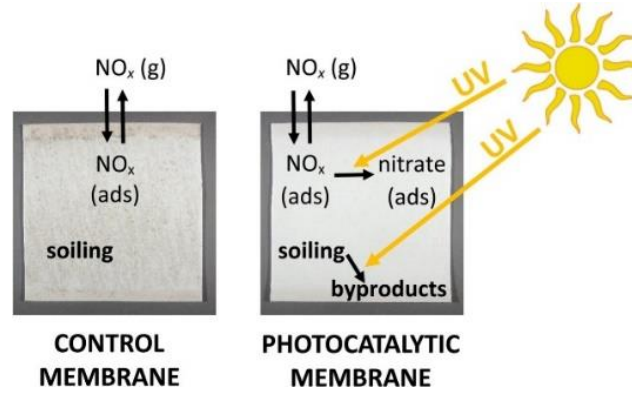 NOₓ (g)
NOₓ
(ads)
soiling
CONTROL
MEMBRANE
NOₓ (g)
NOₓ
(ads)
nitrate
(ads)
soiling
byproducts
PHOTOCATALYTIC
MEMBRANE
UV
UV